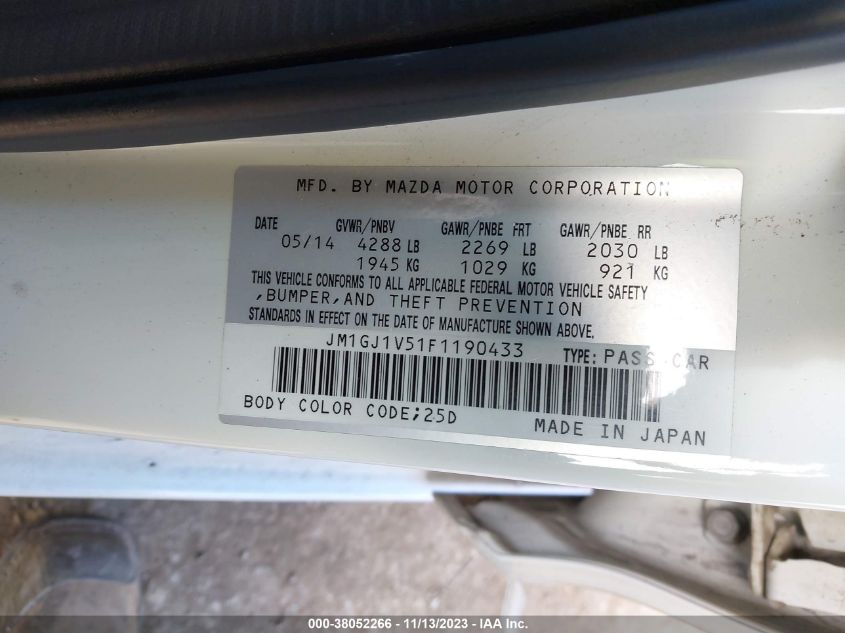 MFD. BY MAZDA MOTOR CORPORATION
DATE GVWR/PNBV GAWR/PNBE FRT GAWR/PNBE RR
05/14 4288 LB 2269 LB 2030 LB
1945 KG 1029 KG 921 KG
THIS VEHICLE CONFORMS TO ALL APPLICABLE FEDERAL MOTOR VEHICLE SAFETY
,BUMPER,AND THEFT PREVENTION
STANDARDS IN EFFECT ON THE DATE OF MANUFACTURE SHOWN ABOVE.
JM1GJ1V51F1190433 TYPE: PASS CAR
BODY COLOR CODE;25D
MADE IN JAPAN
000-38052266 - 11/13/2023 - IAA Inc.